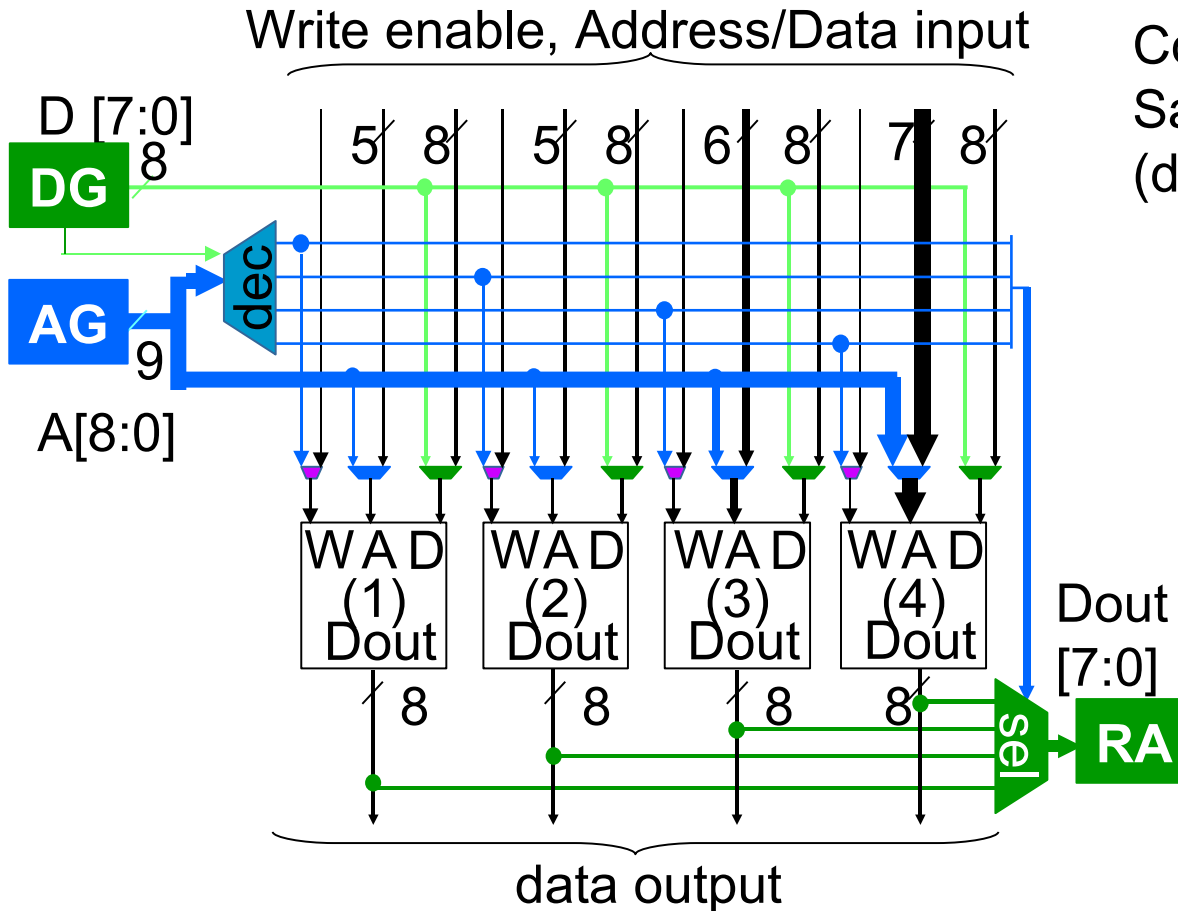 Write enable, Address/Data input
D [7:0]
8
DG
5 8 5 8 6 8 7 8
dec
AG
9
A[8:0]
W A D W A D W A D W A D
(1) (2) (3) (4)
Dout Dout Dout Dout
Dout
[7:0]
8 8 8 8
sel
RA
data output